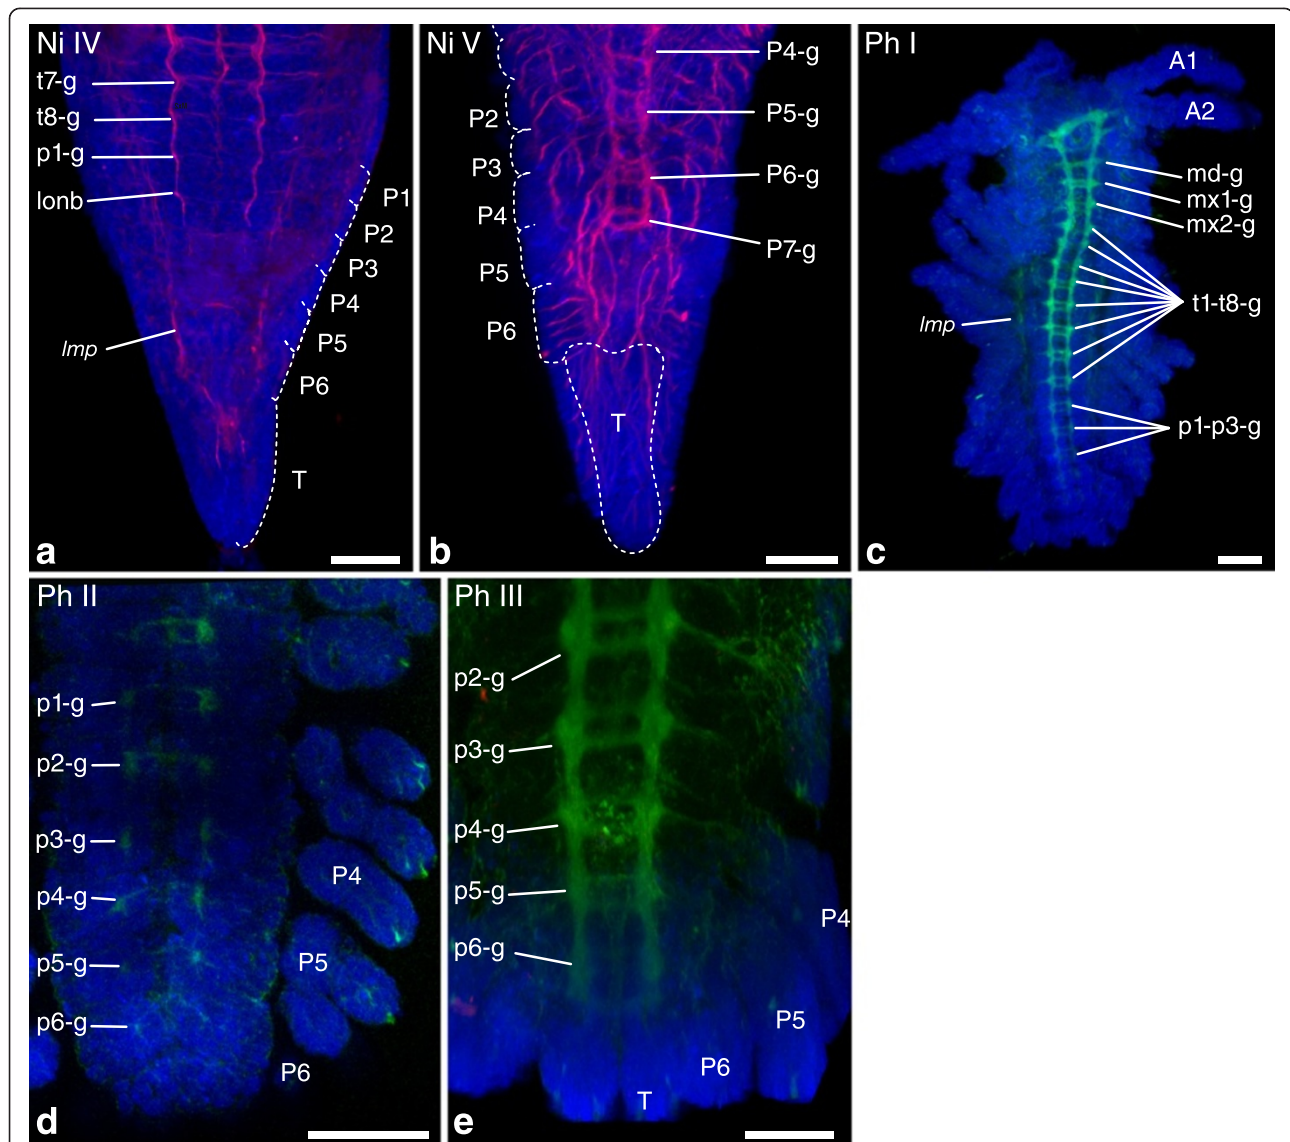 Ni IV
t7-g
t8-g
p1-g
lonb
lmp
P1
P2
P3
P4
P5
P6
T
a
Ni V
P2
P3
P4
P5
P6
T
P4-g
P5-g
P6-g
P7-g
b
Ph I
A1
A2
md-g
mx1-g
mx2-g
t1-t8-g
lmp
p1-p3-g
c
Ph II
p1-g
p2-g
p3-g
p4-g
p5-g
p6-g
P4
P5
P6
d
Ph III
p2-g
p3-g
p4-g
p5-g
p6-g
P4
P5
P6
T
e